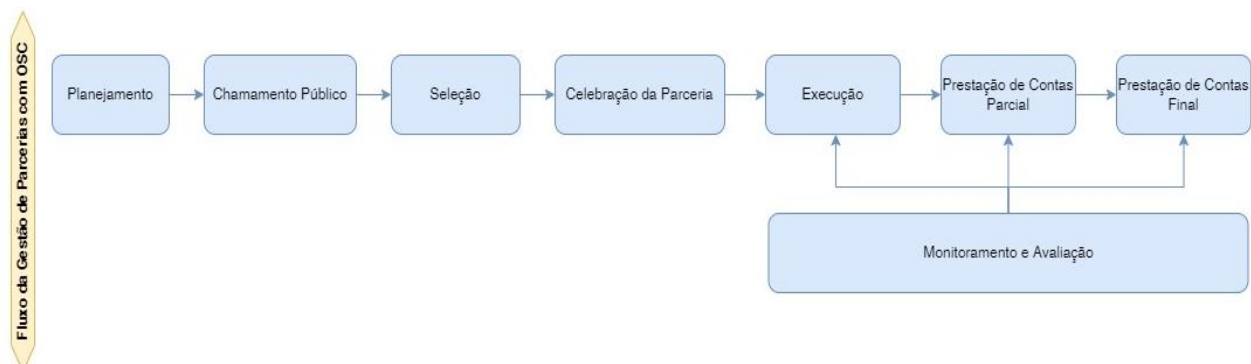 Fluxo da Gestão de Parcerias com OSC
Planejamento
Chamamento Público
Seleção
Celebração da Parceria
Execução
Prestação de Contas
Parcial
Prestação de Contas
Final
Monitoramento e Avaliação